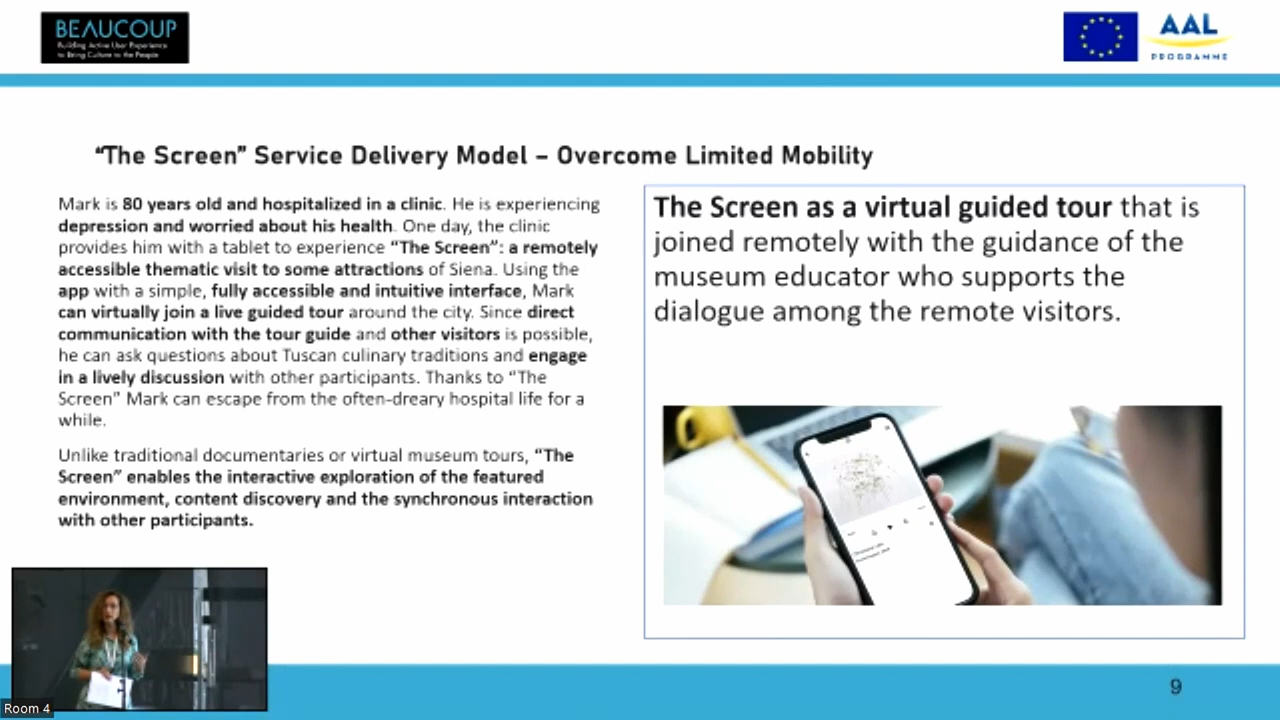 BEAUCOUP
Building Active User Experience
to Bring Culture to the People
AAL
PROGRAMME
“The Screen” Service Delivery Model – Overcome Limited Mobility
Mark is 80 years old and hospitalized in a clinic. He is experiencing
depression and worried about his health. One day, the clinic
provides him with a tablet to experience “The Screen”: a remotely
accessible thematic visit to some attractions of Siena. Using the
app with a simple, fully accessible and intuitive interface, Mark
can virtually join a live guided tour around the city. Since direct
communication with the tour guide and other visitors is possible,
he can ask questions about Tuscan culinary traditions and engage
in a lively discussion with other participants. Thanks to “The
Screen” Mark can escape from the often-dreary hospital life for a
while.
Unlike traditional documentaries or virtual museum tours, “The
Screen” enables the interactive exploration of the featured
environment, content discovery and the synchronous interaction
with other participants.
The Screen as a virtual guided tour that is
joined remotely with the guidance of the
museum educator who supports the
dialogue among the remote visitors.
Room 4
9